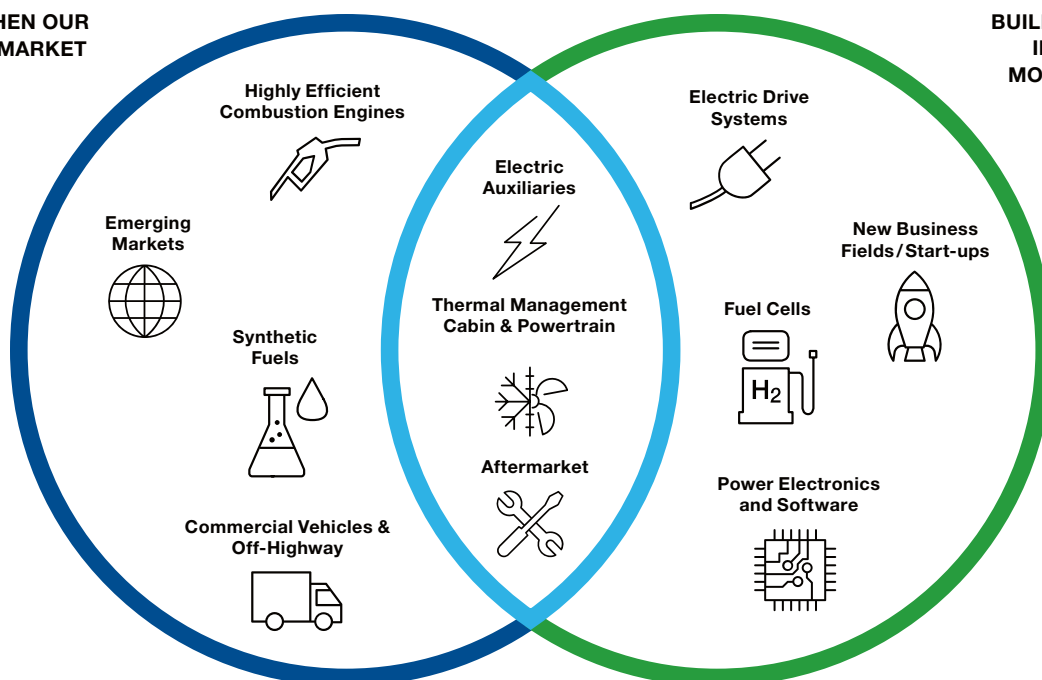 OUR
MARKET
Highly Efficient
Combustion Engines
Emerging
Markets
Synthetic
Fuels
Commercial Vehicles &
Off-Highway
Electric
Auxiliaries
Thermal Management
Cabin & Powertrain
Aftermarket
Electric Drive
Systems
New Business
Fields/Start-ups
Fuel Cells
H₂
Power Electronics
and Software